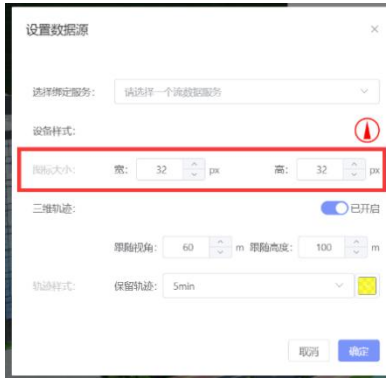 设置数据源
选择绑定服务： 请选择一个流数据服务
设备样式：
图标大小： 宽： 32 px 高： 32 px
三维轨迹： 已开启
跟随视角： 60 m 跟随高度： 100 m
轨迹样式： 保留轨迹： 5min
取消 确定